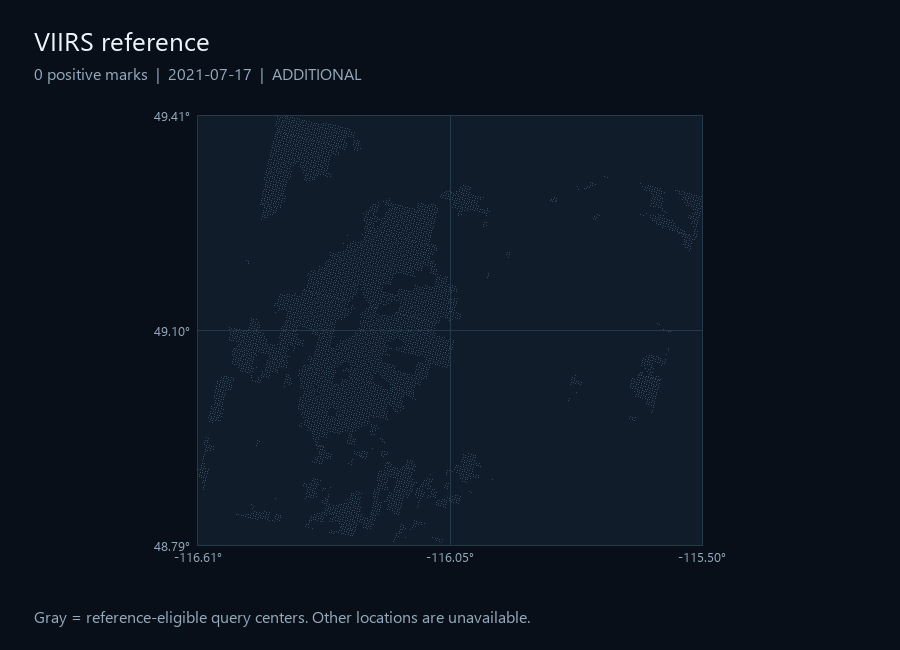 VIIRS reference
0 positive marks | 2021-07-17 | ADDITIONAL
49.41°
49.10°
48.79°
-116.61° -116.05° -115.50°
Gray = reference-eligible query centers. Other locations are unavailable.